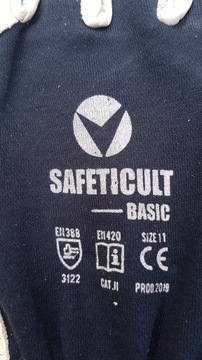 SAFETICULT
BASIC
EN388 EN420 SIZE 11
3122 CAT.II PROD.2019